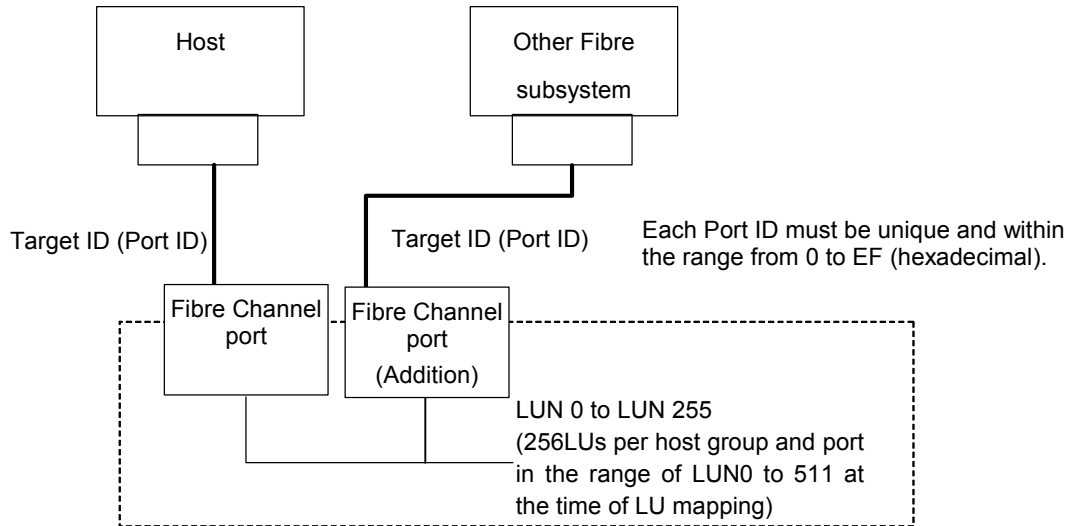 Host
Other Fibre
subsystem
Target ID (Port ID)
Target ID (Port ID)
Each Port ID must be unique and within
the range from 0 to EF (hexadecimal).
Fibre Channel
port
Fibre Channel
port
(Addition)
LUN 0 to LUN 255
(256LUs per host group and port
in the range of LUN0 to 511 at
the time of LU mapping)